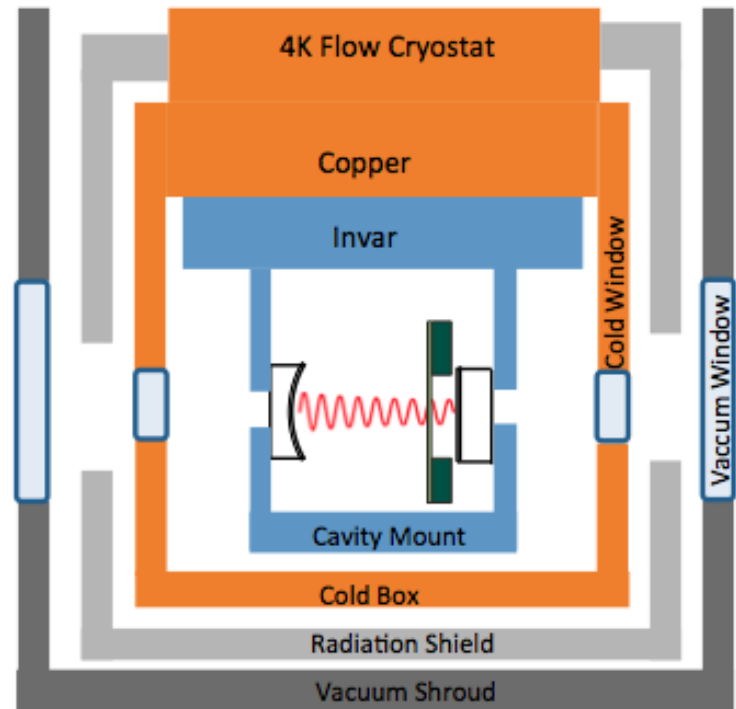 4K Flow Cryostat
Copper
Invar
Cold Window
Vaccum Window
Cavity Mount
Cold Box
Radiation Shield
Vacuum Shroud